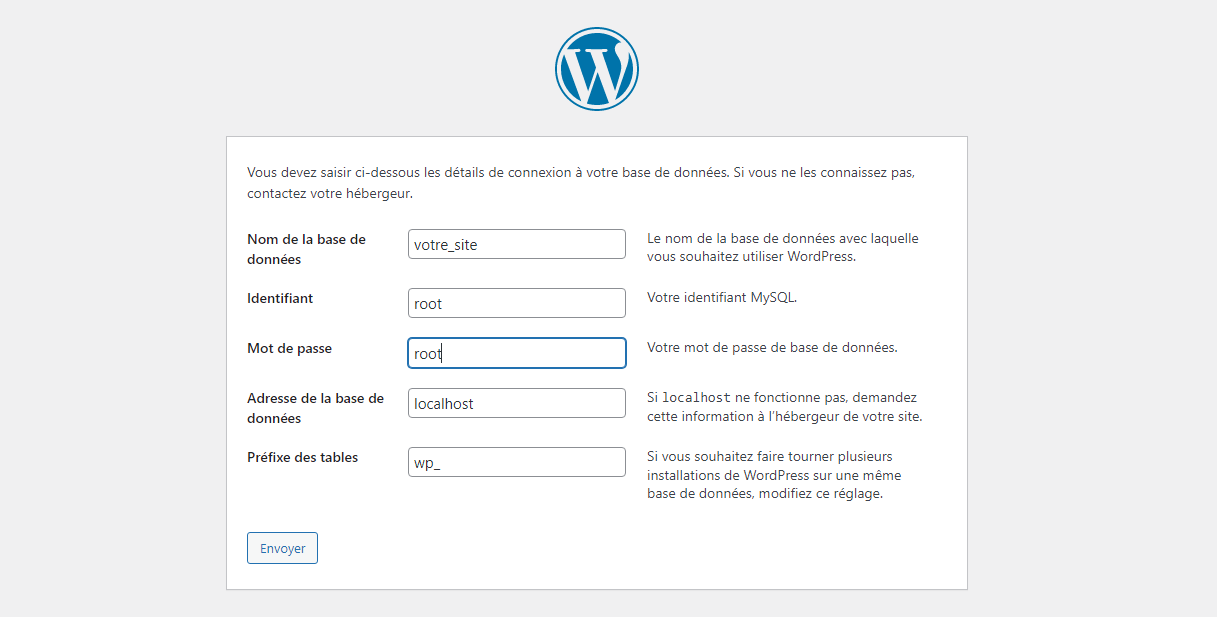 Vous devez saisir ci-dessous les détails de connexion à votre base de données. Si vous ne les connaissez pas,
contactez votre hébergeur.
Nom de la base de
données
votre_site
Le nom de la base de données avec laquelle
vous souhaitez utiliser WordPress.
Identifiant
root
Votre identifiant MySQL.
Mot de passe
root
Votre mot de passe de base de données.
Adresse de la base de
données
localhost
Si localhost ne fonctionne pas, demandez
cette information à l’hébergeur de votre site.
Préfixe des tables
wp_
Si vous souhaitez faire tourner plusieurs
installations de WordPress sur une même
base de données, modifiez ce réglage.
Envoyer